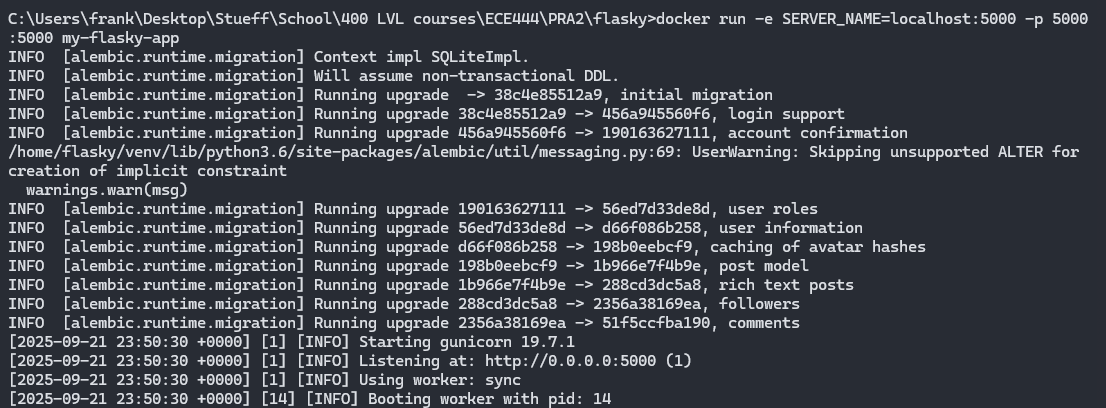 C:\Users\frank\Desktop\Stueff\School\400 LVL courses\ECE444\PRA2\flasky>docker run -e SERVER_NAME=localhost:5000 -p 5000
:5000 my-flasky-app
INFO  [alembic.runtime.migration] Context impl SQLiteImpl.
INFO  [alembic.runtime.migration] Will assume non-transactional DDL.
INFO  [alembic.runtime.migration] Running upgrade  -> 38c4e85512a9, initial migration
INFO  [alembic.runtime.migration] Running upgrade 38c4e85512a9 -> 456a945560f6, login support
INFO  [alembic.runtime.migration] Running upgrade 456a945560f6 -> 190163627111, account confirmation
/home/flasky/venv/lib/python3.6/site-packages/alembic/util/messaging.py:69: UserWarning: Skipping unsupported ALTER for
creation of implicit constraint
  warnings.warn(msg)
INFO  [alembic.runtime.migration] Running upgrade 190163627111 -> 56ed7d33de8d, user roles
INFO  [alembic.runtime.migration] Running upgrade 56ed7d33de8d -> d66f086b258, user information
INFO  [alembic.runtime.migration] Running upgrade d66f086b258 -> 198b0eebcf9, caching of avatar hashes
INFO  [alembic.runtime.migration] Running upgrade 198b0eebcf9 -> 1b966e7f4b9e, post model
INFO  [alembic.runtime.migration] Running upgrade 1b966e7f4b9e -> 288cd3dc5a8, rich text posts
INFO  [alembic.runtime.migration] Running upgrade 288cd3dc5a8 -> 2356a38169ea, followers
INFO  [alembic.runtime.migration] Running upgrade 2356a38169ea -> 51f5ccfba190, comments
[2025-09-21 23:50:30 +0000] [1] [INFO] Starting gunicorn 19.7.1
[2025-09-21 23:50:30 +0000] [1] [INFO] Listening at: http://0.0.0.0:5000 (1)
[2025-09-21 23:50:30 +0000] [1] [INFO] Using worker: sync
[2025-09-21 23:50:30 +0000] [14] [INFO] Booting worker with pid: 14